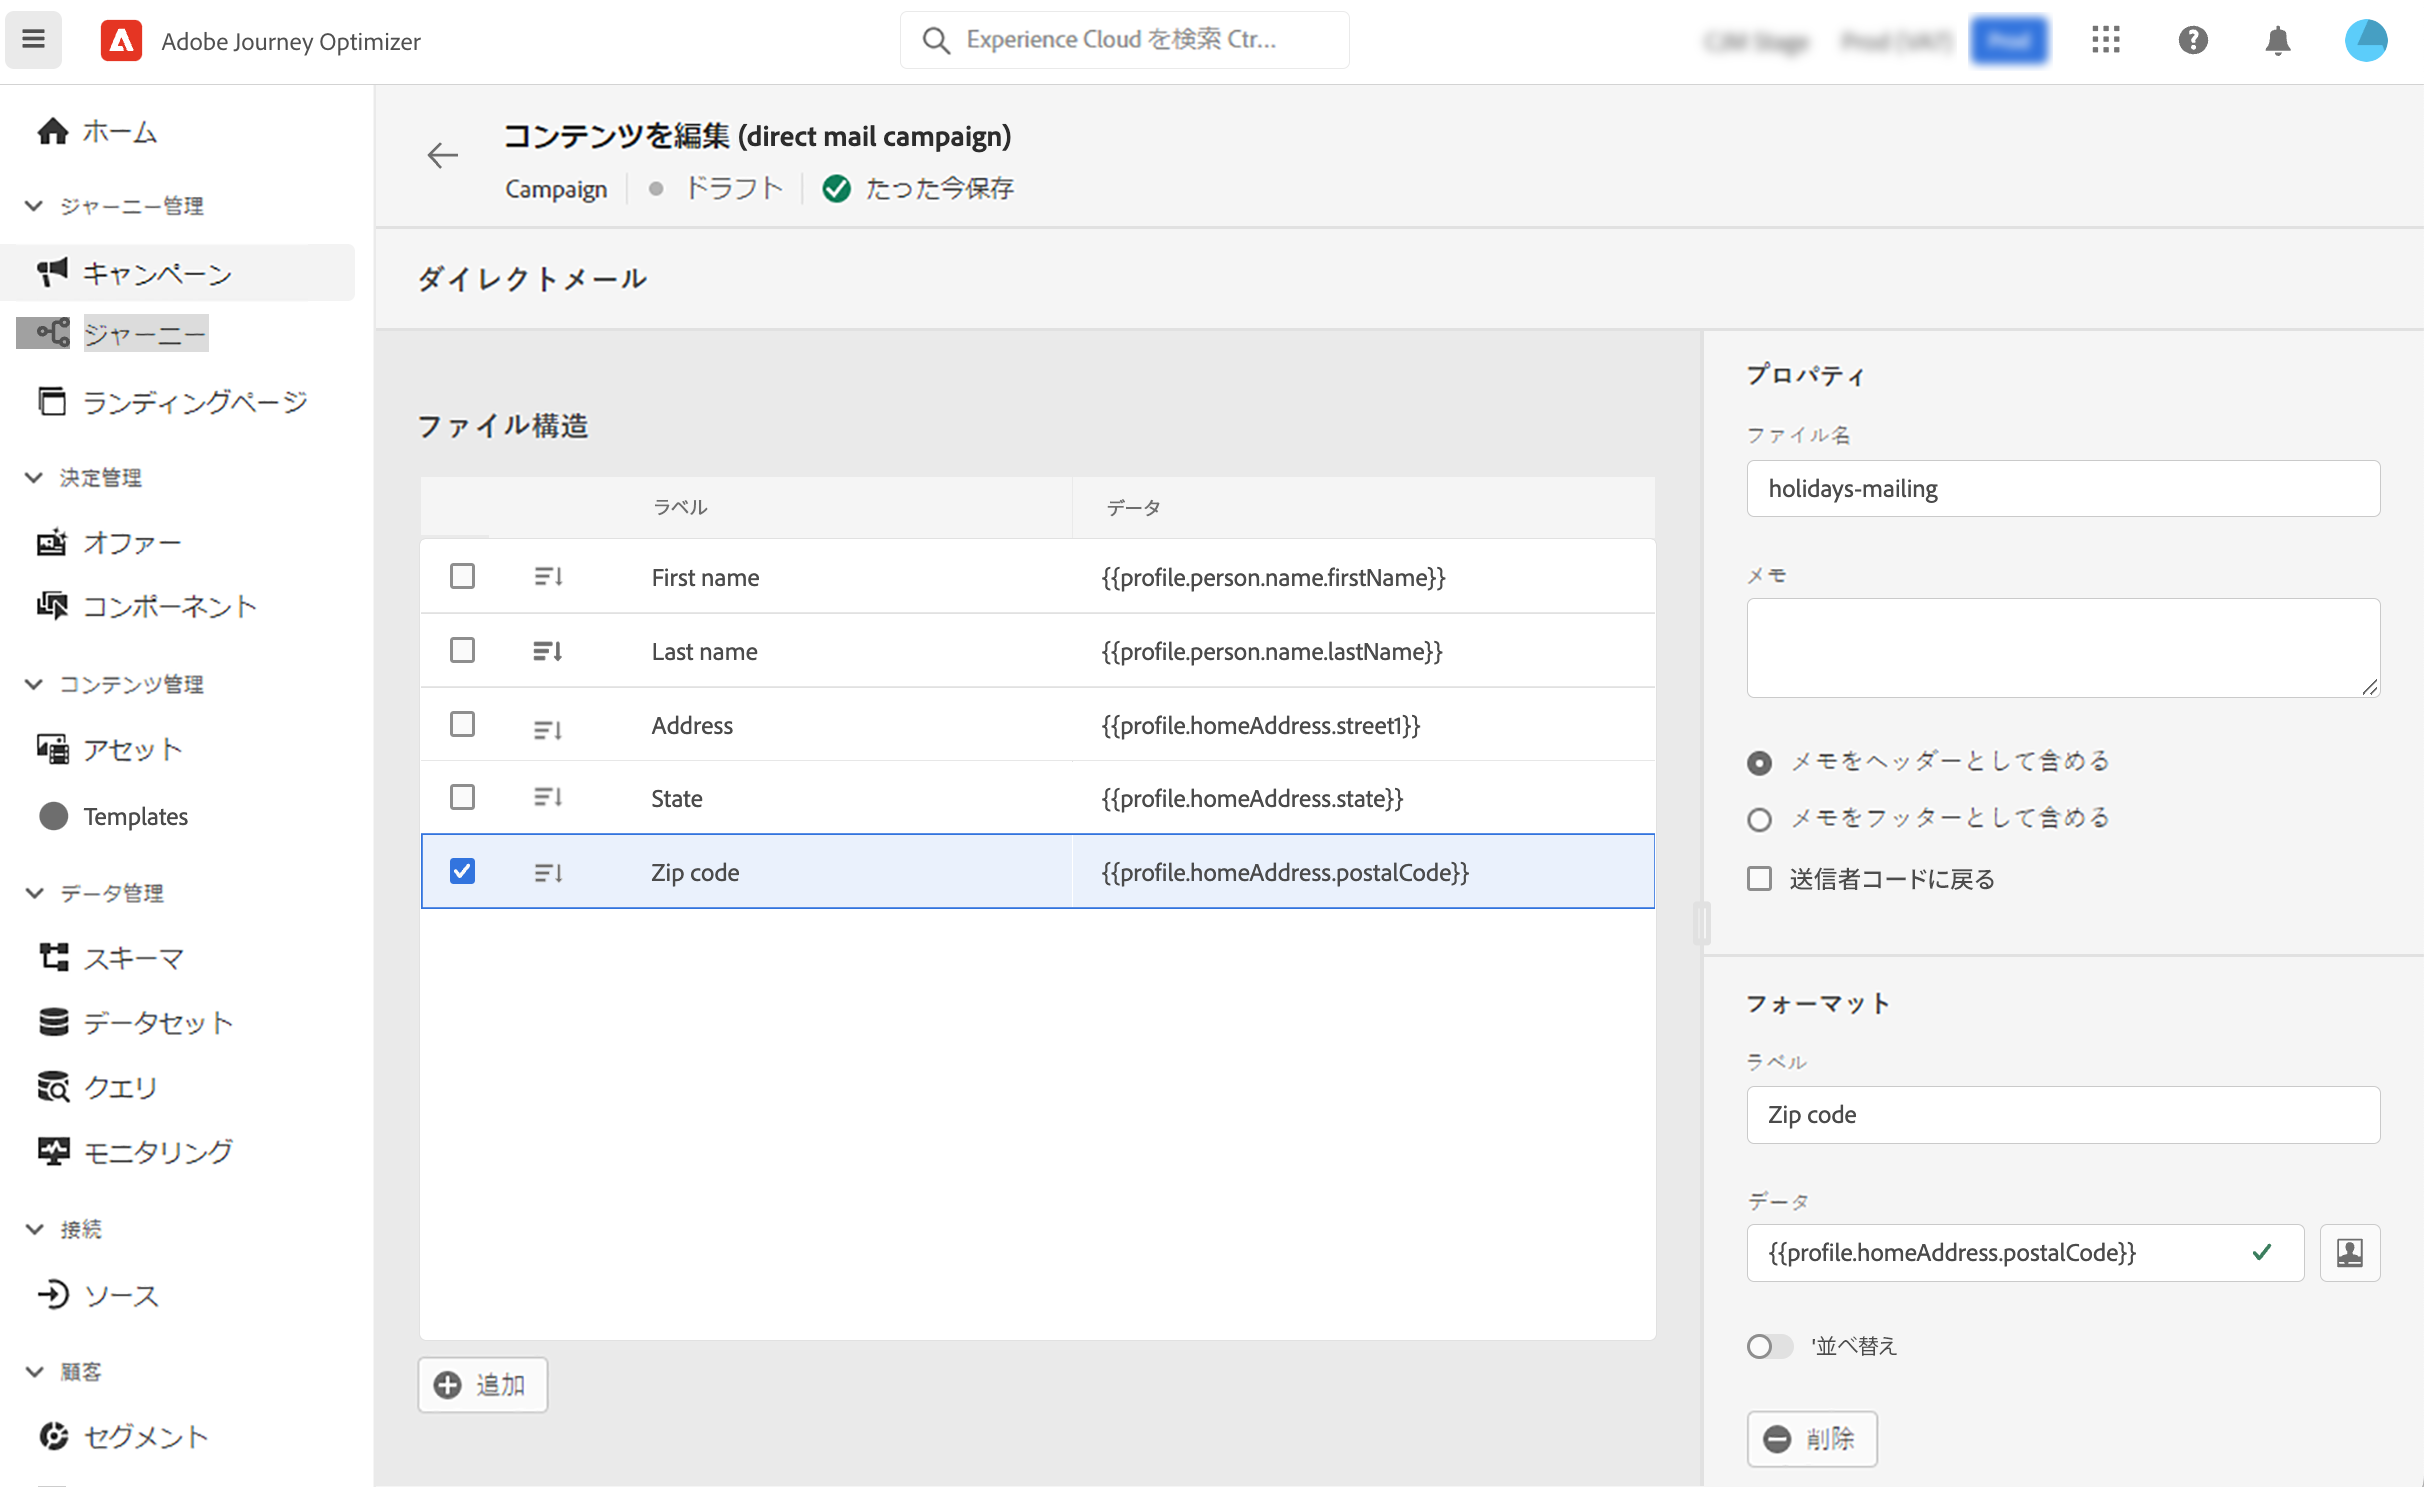 Adobe Journey Optimizer
Experience Cloud を検索 Ctr...
ホーム
ジャーニー管理
キャンペーン
ジャーニー
ランディングページ
決定管理
オファー
コンポーネント
コンテンツ管理
アセット
Templates
データ管理
スキーマ
データセット
クエリ
モニタリング
接続
ソース
顧客
セグメント
コンテンツを編集 (direct mail campaign)
Campaign ドラフト たった今保存
ダイレクトメール
ファイル構造
ラベル データ
First name {{profile.person.name.firstName}}
Last name {{profile.person.name.lastName}}
Address {{profile.homeAddress.street1}}
State {{profile.homeAddress.state}}
Zip code {{profile.homeAddress.postalCode}}
追加
プロパティ
ファイル名
holidays-mailing
メモ
メモをヘッダーとして含める
メモをフッターとして含める
送信者コードに戻る
フォーマット
ラベル
Zip code
データ
{{profile.homeAddress.postalCode}}
'並べ替え
削除